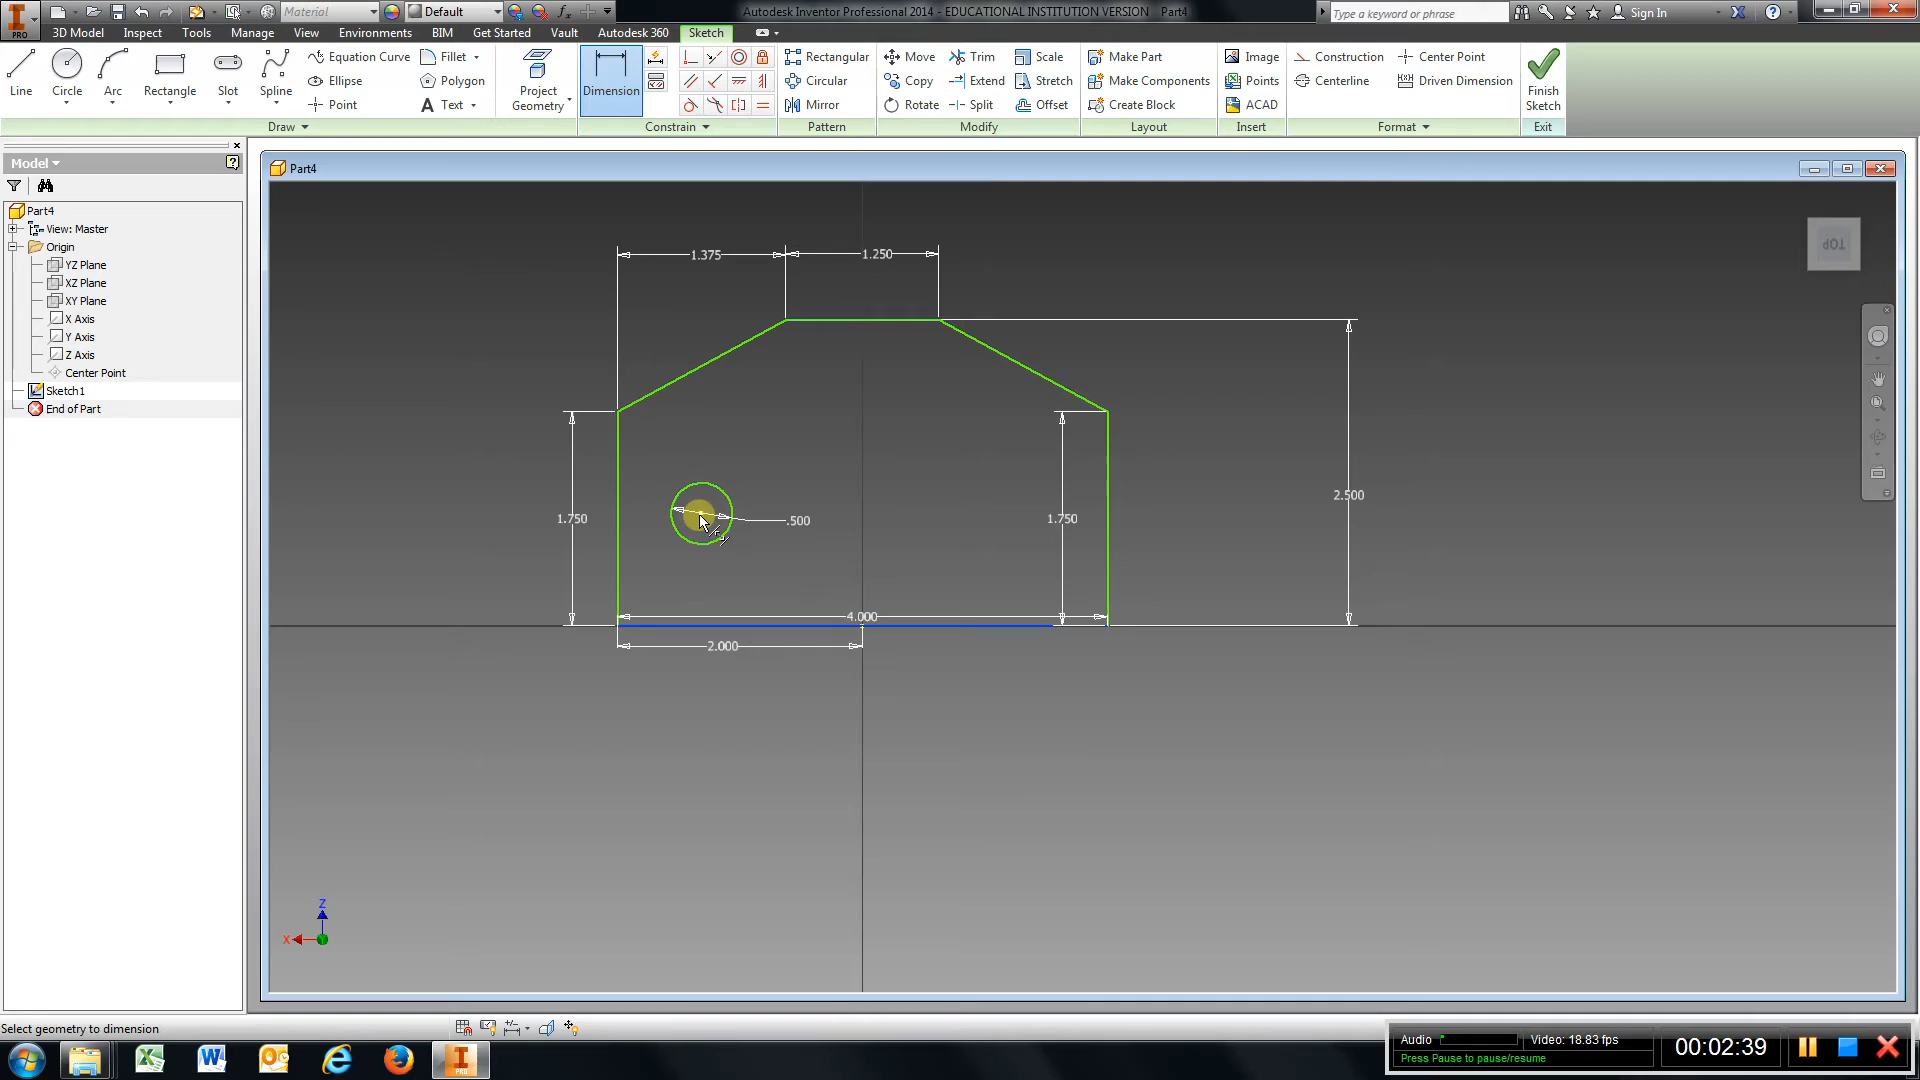 Material Default Autodesk Inventor Professional 2014 - EDUCATIONAL INSTITUTION VERSION Part4 Type a keyword or phrase Sign In
PRO 3D Model Inspect Tools Manage View Environments BIM Get Started Vault Autodesk 360 Sketch
Line Circle Arc Rectangle Slot Spline
Equation Curve Fillet
Ellipse Polygon
Point Text
Project Geometry
Dimension
Rectangular
Circular
Mirror
Move Trim Scale
Copy Extend Stretch
Rotate Split Offset
Make Part
Make Components
Create Block
Image
Points
ACAD
Construction Center Point
Centerline Driven Dimension
Finish Sketch
Draw Constrain Pattern Modify Layout Insert Format Exit
Model
Part4
View: Master
Origin
YZ Plane
XZ Plane
XY Plane
X Axis
Y Axis
Z Axis
Center Point
Sketch1
End of Part
Part4
TOP
1.375 1.250
2.500
1.750 .500 1.750
4.000
2.000
Z
X
Select geometry to dimension
Audio Video: 18.83 fps
Press Pause to pause/resume
00:02:39
PRO